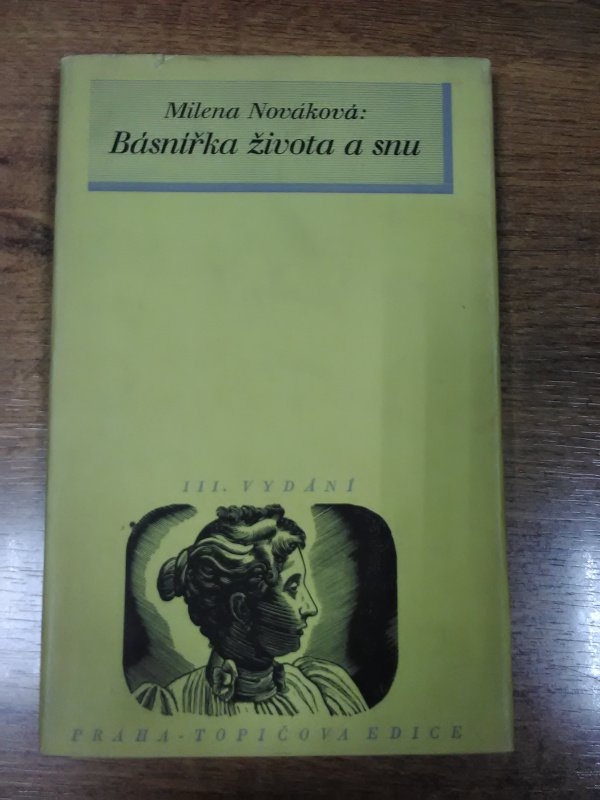 Milena Nováková:
Básnířka života a snu
III. VYDÁNÍ
PRAHA - TOPIČOVA EDICE